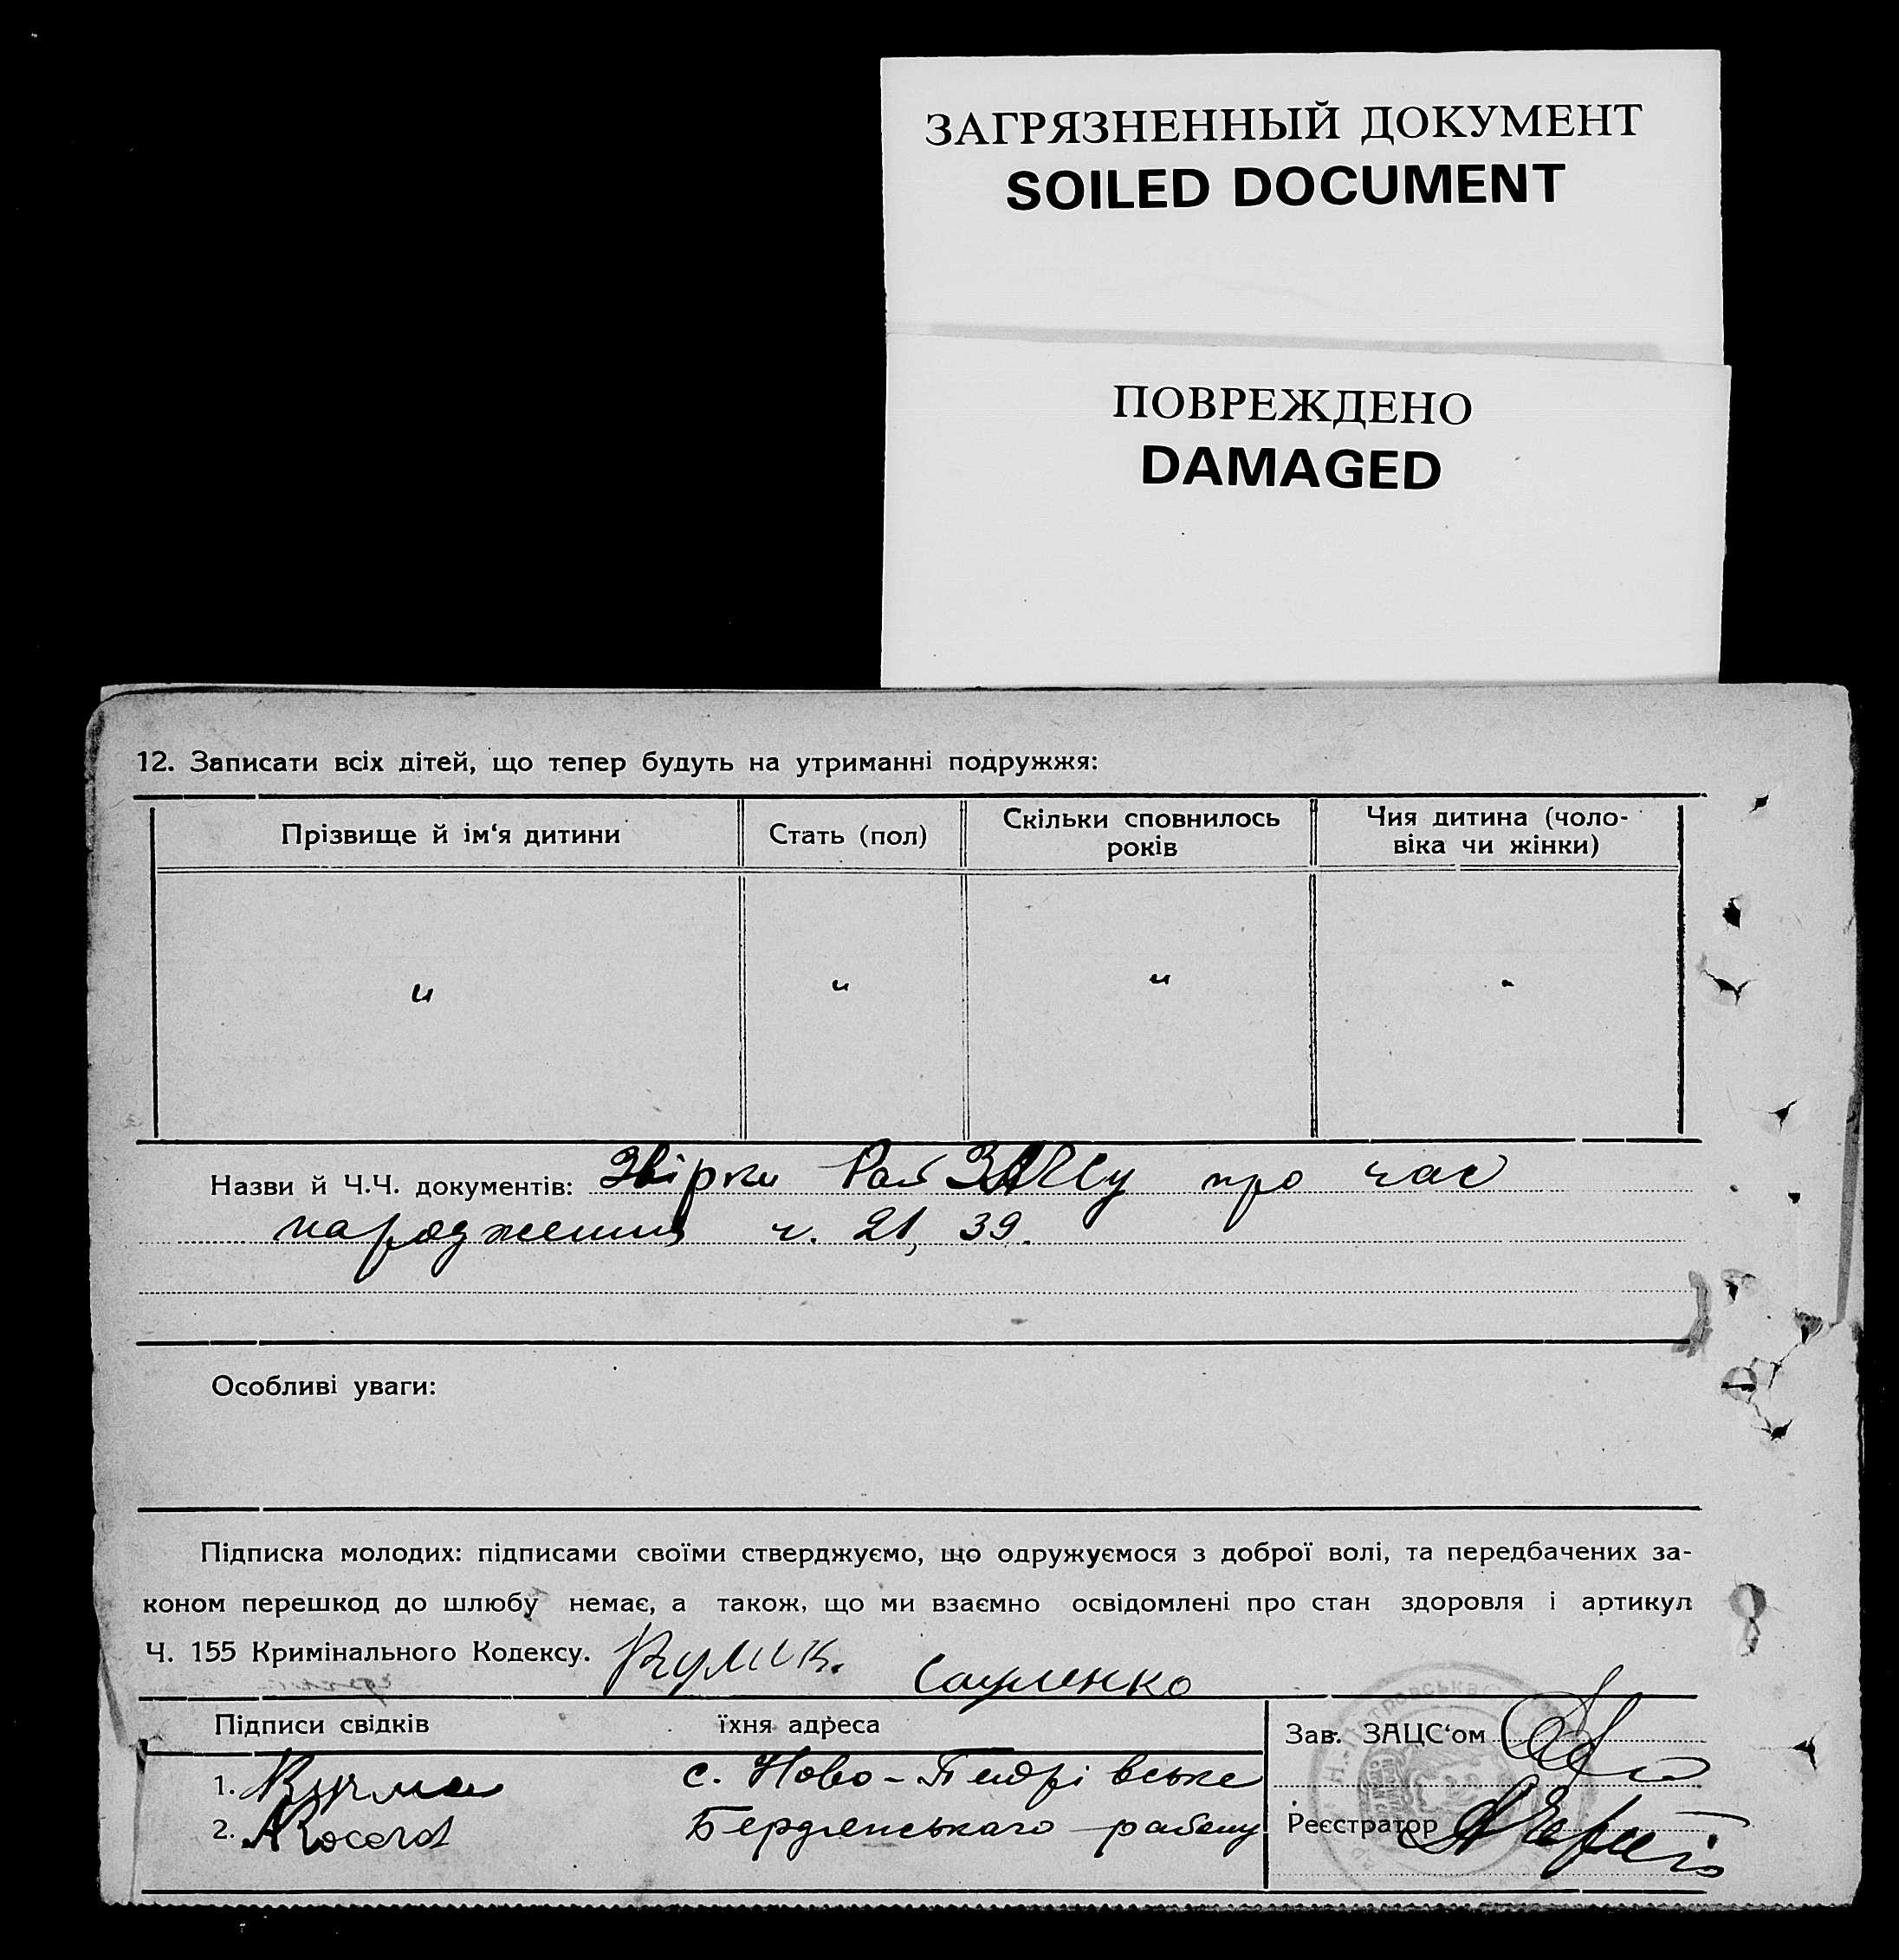 ЗАГРЯЗНЕННЫЙ ДОКУМЕНТ
SOILED DOCUMENT
ПОВРЕЖДЕНО
DAMAGED
12. Записати всіх дітей, що тепер будуть на утриманні подружжя:
Прізвище й ім‘я дитини
Стать (пол)
Скільки сповнилось
років
Чия дитина (чоло-
віка чи жінки)
" " " "
Назви й Ч.Ч. документів: Звірки ЗАЦСу про час
народження ч. 21, 39.
Особливі уваги:
Підписка молодих: підписами своїми стверджуємо, що одружуємося з доброї волі, та передбачених за-
коном перешкод до шлюбу немає, а також, що ми взаємно освідомлені про стан здоровля і артикул
Ч. 155 Кримінального Кодексу. Кулик.
Підписи свідків
їхня адреса
Зав. ЗАЦС‘ом
1. Кучма с. Ново-Петрівське
2. Бердянського району
Реєстратор